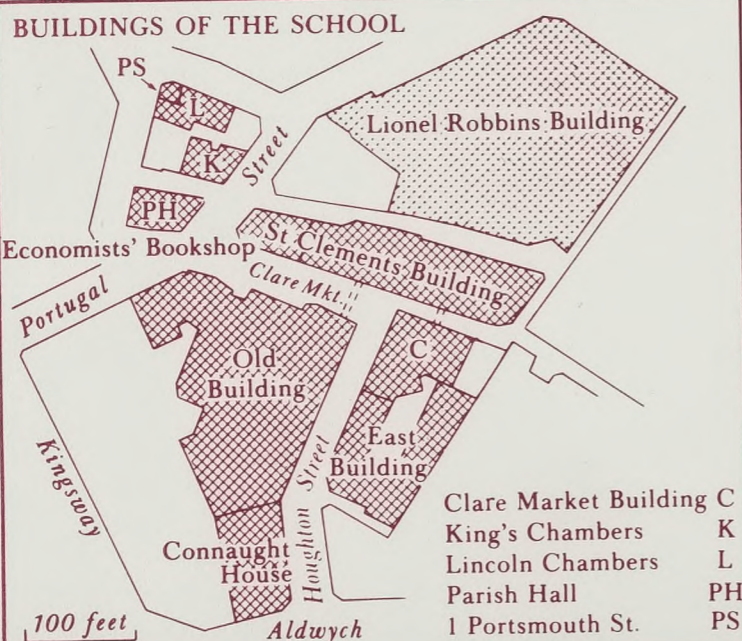 BUILDINGS OF THE SCHOOL
PS
L
Lionel Robbins Building
K
Street
PH
Economists' Bookshop
St Clements Building
Clare Mkt.
Portugal
Old
Building
C
East
Building
Kingsway
Houghton Street
Connaught
House
Clare Market Building C
King's Chambers K
Lincoln Chambers L
Parish Hall PH
1 Portsmouth St. PS
100 feet
Aldwych